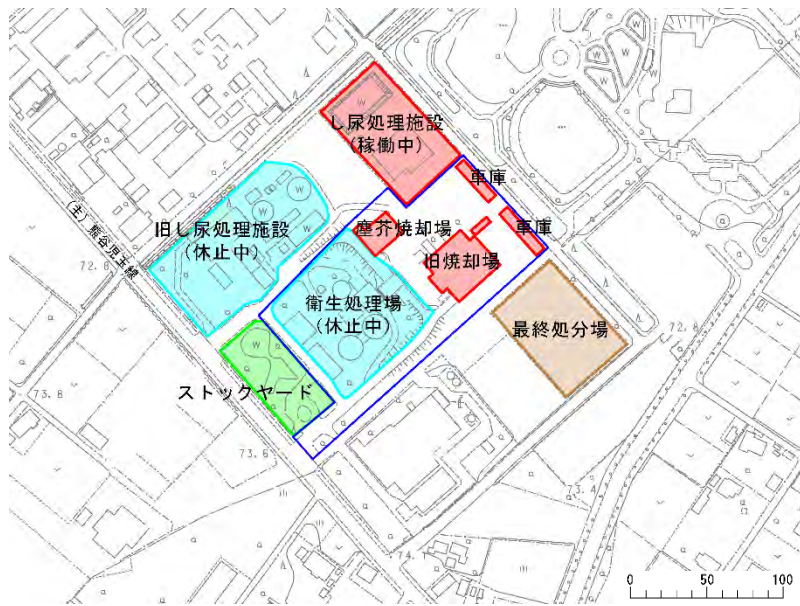 し尿処理施設
(稼働中)
車庫
塵芥焼却場
車庫
旧焼却場
旧し尿処理施設
(休止中)
(主)熊谷児玉線
72.8
衛生処理場
(休止中)
最終処分場
72.8
ストックヤード
73.8
73.6
73.4
74.
0 50 100